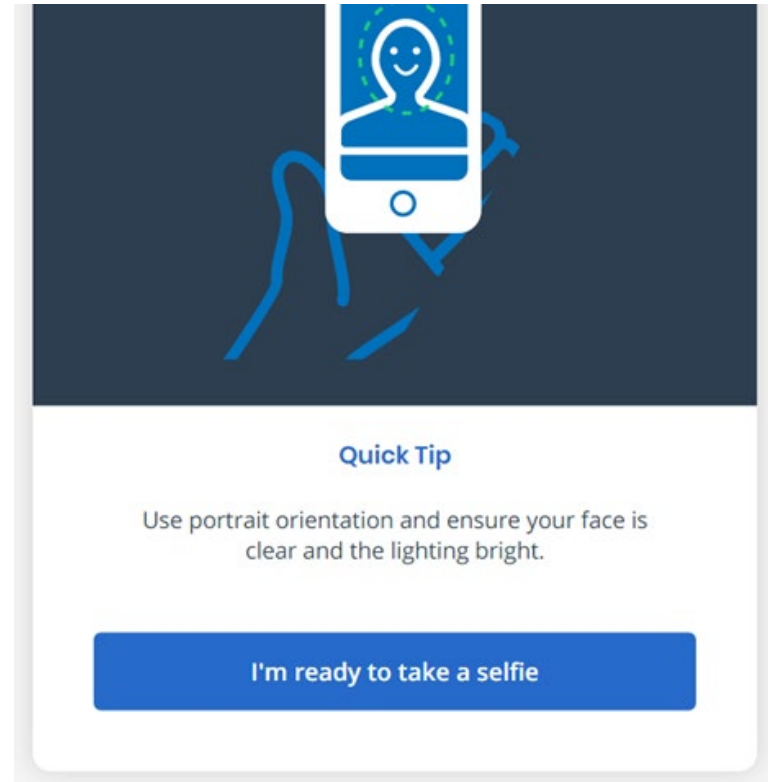 Quick Tip
Use portrait orientation and ensure your face is
clear and the lighting bright.
I'm ready to take a selfie